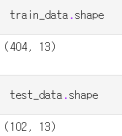 train_data.shape
(404, 13)
test_data.shape
(102, 13)